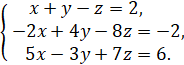 x + y − z = 2,
−2x + 4y − 8z = −2,
5x − 3y + 7z = 6.